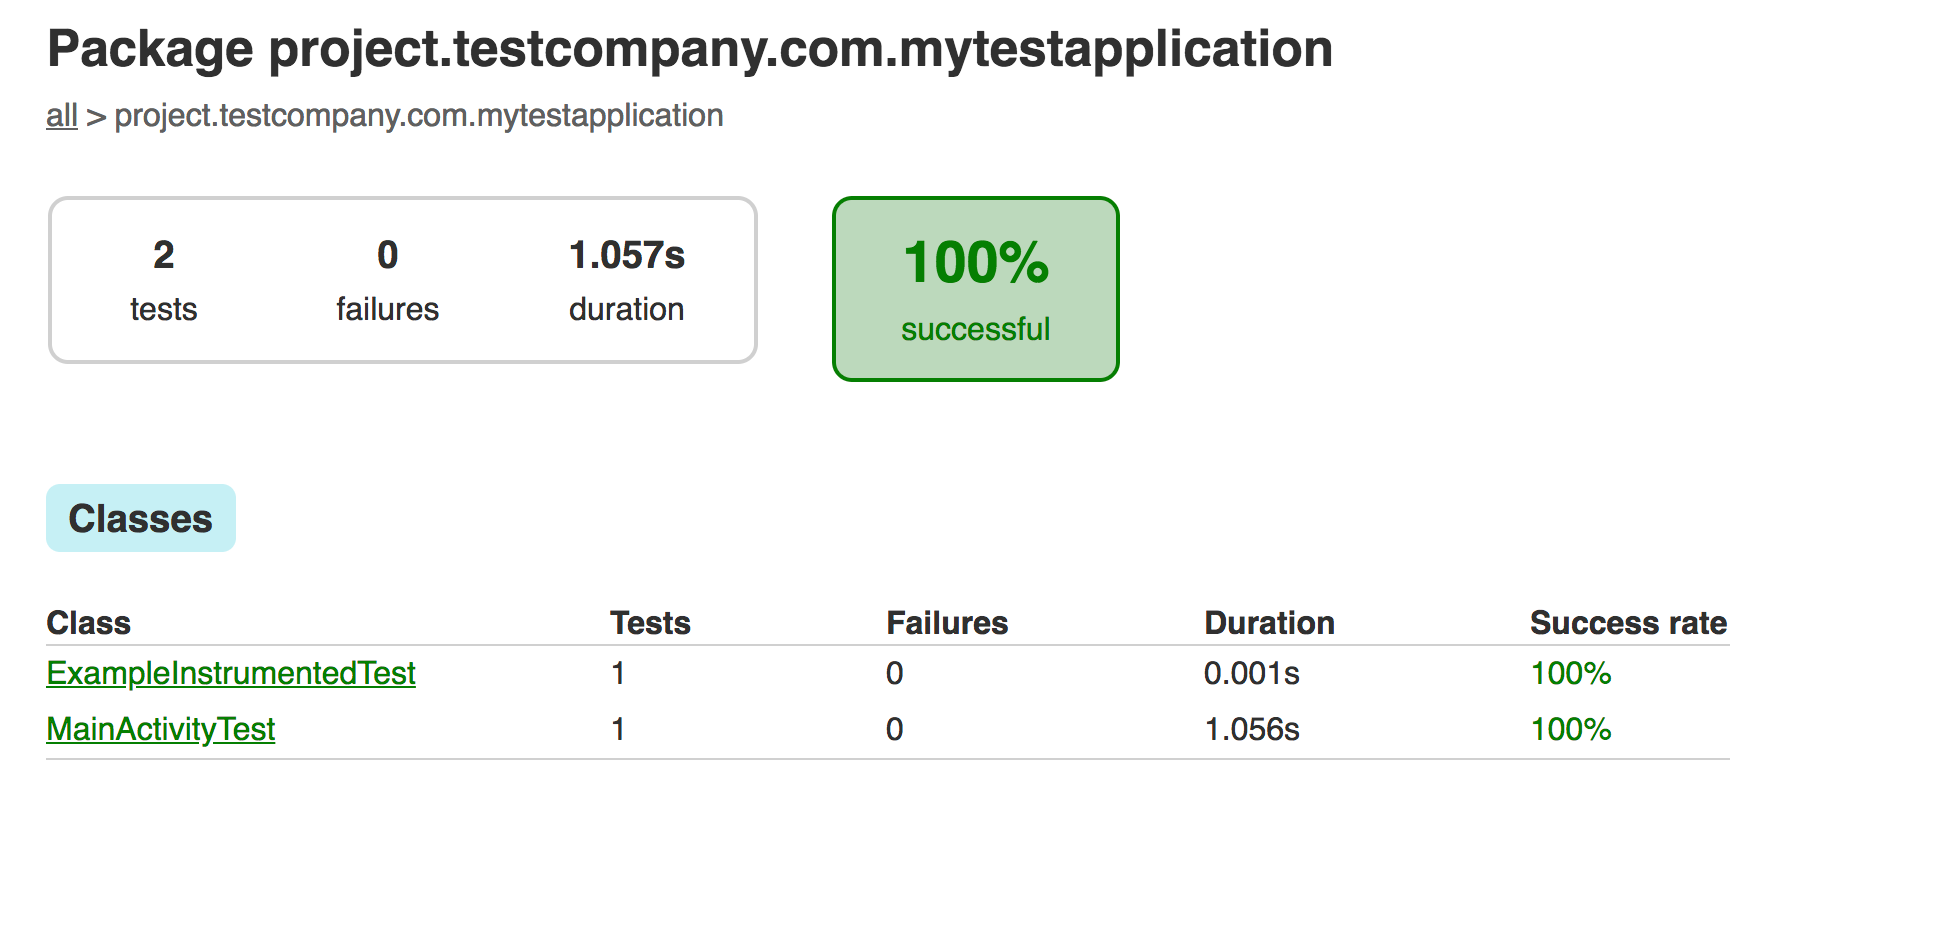 Package project.testcompany.com.mytestapplication
all > project.testcompany.com.mytestapplication
2 0 1.057s
tests failures duration
100%
successful
Classes
Class Tests Failures Duration Success rate
ExampleInstrumentedTest 1 0 0.001s 100%
MainActivityTest 1 0 1.056s 100%